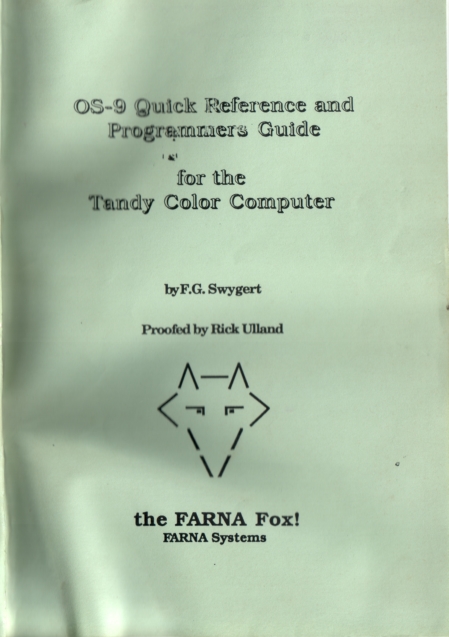 OS-9 Quick Reference and
Programmers Guide
for the
Tandy Color Computer
by F.G. Swygert
Proofed by Rick Ulland
the FARNA Fox!
FARNA Systems